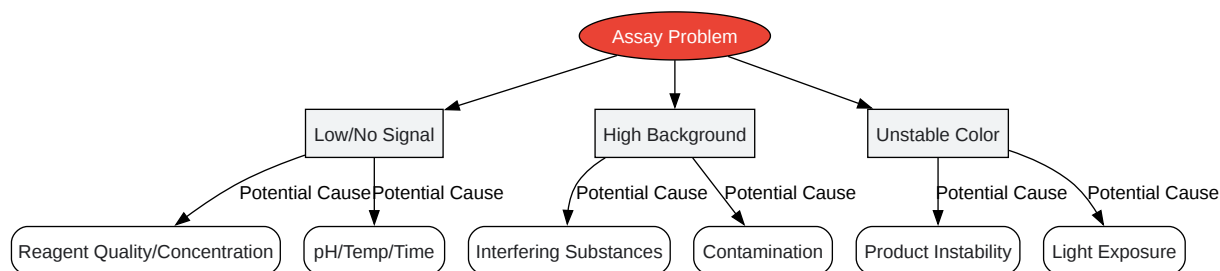 Assay Problem
Low/No Signal
High Background
Unstable Color
Potential Cause
Potential Cause
Potential Cause
Potential Cause
Potential Cause
Potential Cause
Reagent Quality/Concentration
pH/Temp/Time
Interfering Substances
Contamination
Product Instability
Light Exposure